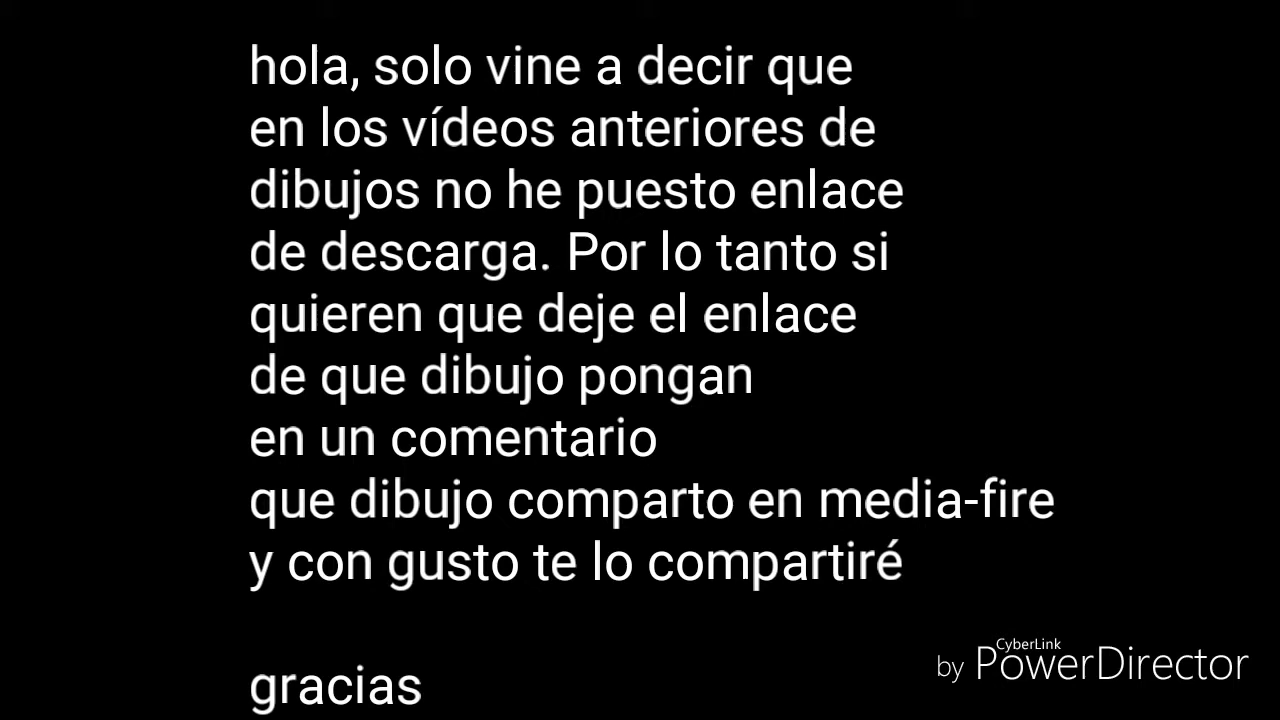 hola, solo vine a decir que
en los vídeos anteriores de
dibujos no he puesto enlace
de descarga. Por lo tanto si
quieren que deje el enlace
de que dibujo pongan
en un comentario
que dibujo comparto en media-fire
y con gusto te lo compartiré
gracias
by CyberLink PowerDirector